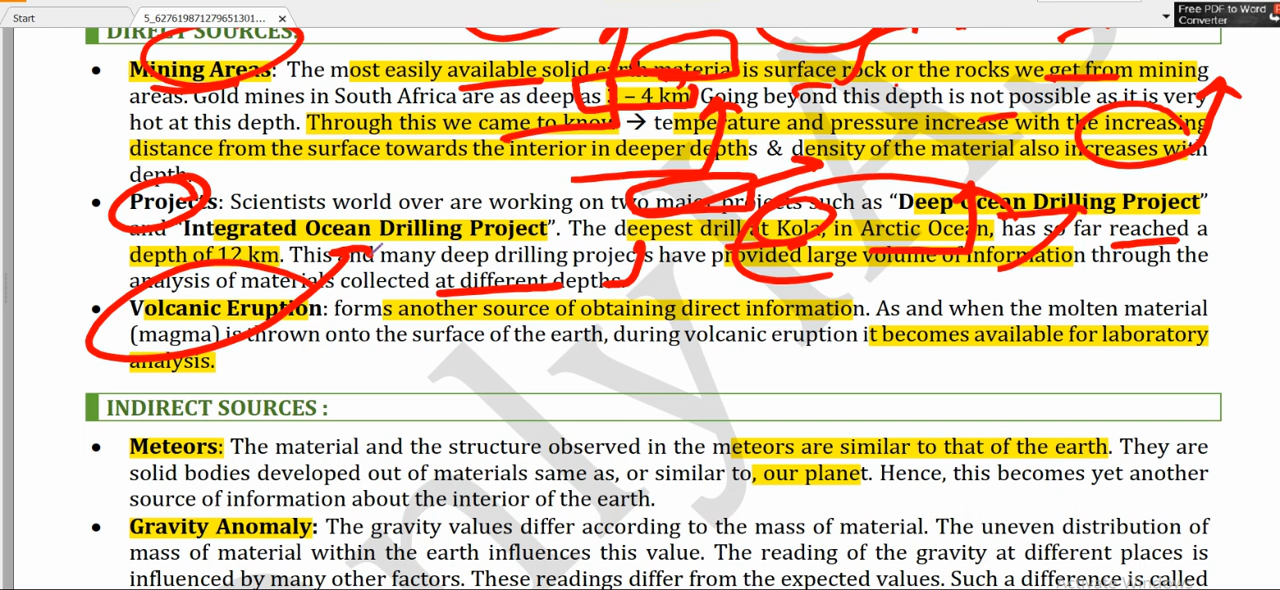 Start
5_627619871279651301...
Free PDF to Word
Converter
DIRECT SOURCES:
• Mining Areas: The most easily available solid earth material is surface rock or the rocks we get from mining
areas. Gold mines in South Africa are as deep as 3 – 4 km. Going beyond this depth is not possible as it is very
hot at this depth. Through this we came to know → temperature and pressure increase with the increasing
distance from the surface towards the interior in deeper depths & density of the material also increases with
depth.
• Projects: Scientists world over are working on two major projects such as “Deep Ocean Drilling Project”
and “Integrated Ocean Drilling Project”. The deepest drill at Kola, in Arctic Ocean, has so far reached a
depth of 12 km. This and many deep drilling projects have provided large volume of information through the
analysis of materials collected at different depths.
• Volcanic Eruption: forms another source of obtaining direct information. As and when the molten material
(magma) is thrown onto the surface of the earth, during volcanic eruption it becomes available for laboratory
analysis.
INDIRECT SOURCES :
• Meteors: The material and the structure observed in the meteors are similar to that of the earth. They are
solid bodies developed out of materials same as, or similar to, our planet. Hence, this becomes yet another
source of information about the interior of the earth.
• Gravity Anomaly: The gravity values differ according to the mass of material. The uneven distribution of
mass of material within the earth influences this value. The reading of the gravity at different places is
influenced by many other factors. These readings differ from the expected values. Such a difference is called
Activate Windows